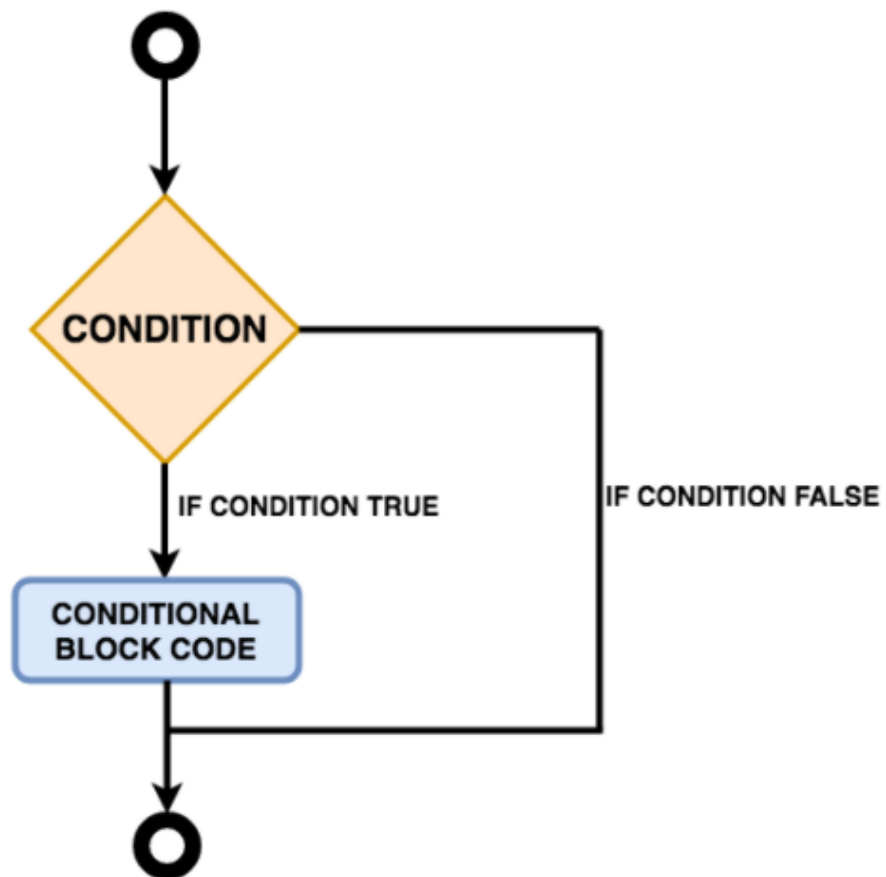 CONDITION
IF CONDITION TRUE
IF CONDITION FALSE
CONDITIONAL
BLOCK CODE